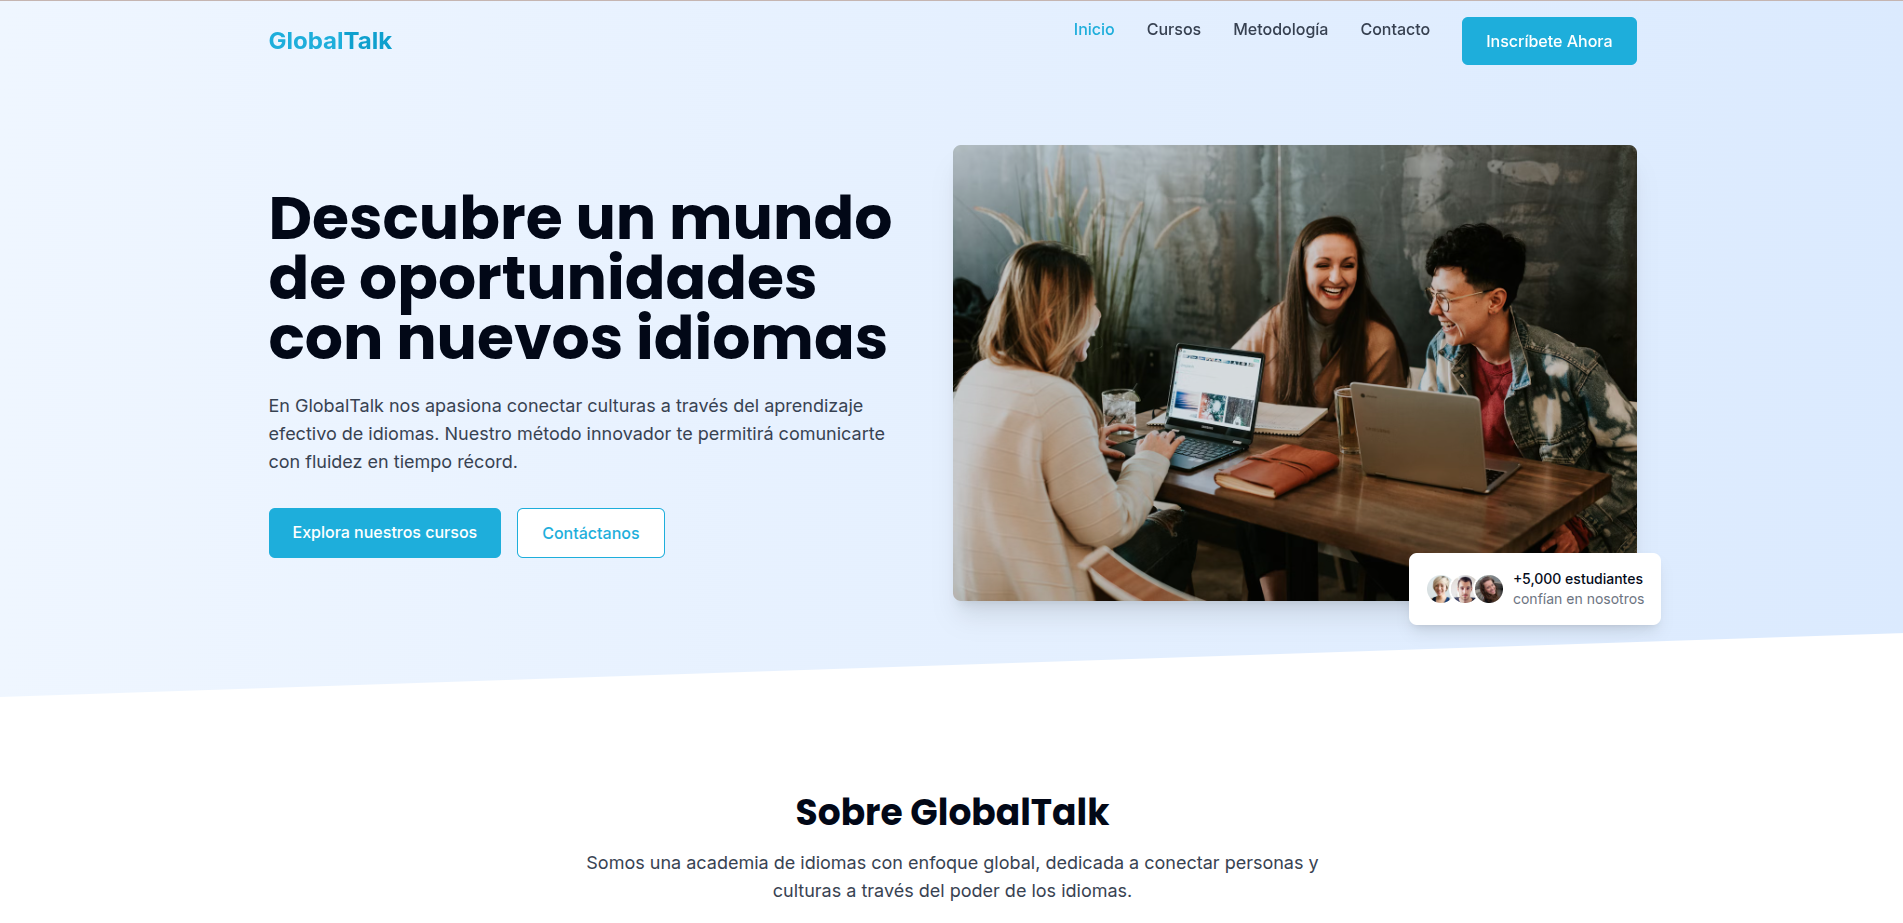 GlobalTalk
Inicio
Cursos
Metodología
Contacto
Inscríbete Ahora
Descubre un mundo
de oportunidades
con nuevos idiomas
En GlobalTalk nos apasiona conectar culturas a través del aprendizaje
efectivo de idiomas. Nuestro método innovador te permitirá comunicarte
con fluidez en tiempo récord.
Explora nuestros cursos
Contáctanos
+5,000 estudiantes
confían en nosotros
Sobre GlobalTalk
Somos una academia de idiomas con enfoque global, dedicada a conectar personas y
culturas a través del poder de los idiomas.